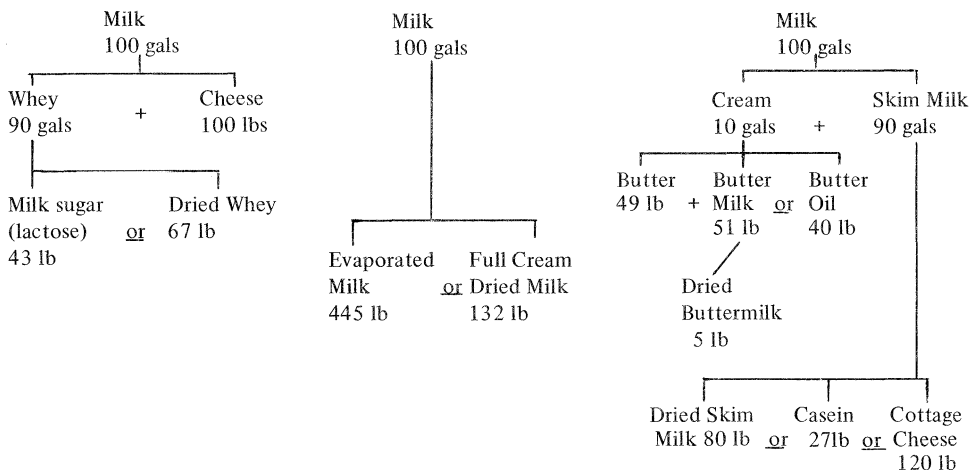 Milk
100 gals
Whey
90 gals
+
Cheese
100 lbs
Milk sugar
(lactose)
43 lb
or
Dried Whey
67 lb
Milk
100 gals
Evaporated
Milk
445 lb
or
Full Cream
Dried Milk
132 lb
Milk
100 gals
Cream
10 gals
+
Skim Milk
90 gals
Butter
49 lb
+
Butter
Milk
51 lb
or
Butter
Oil
40 lb
Dried
Buttermilk
5 lb
Dried Skim
Milk 80 lb
or
Casein
27lb
or
Cottage
Cheese
120 lb